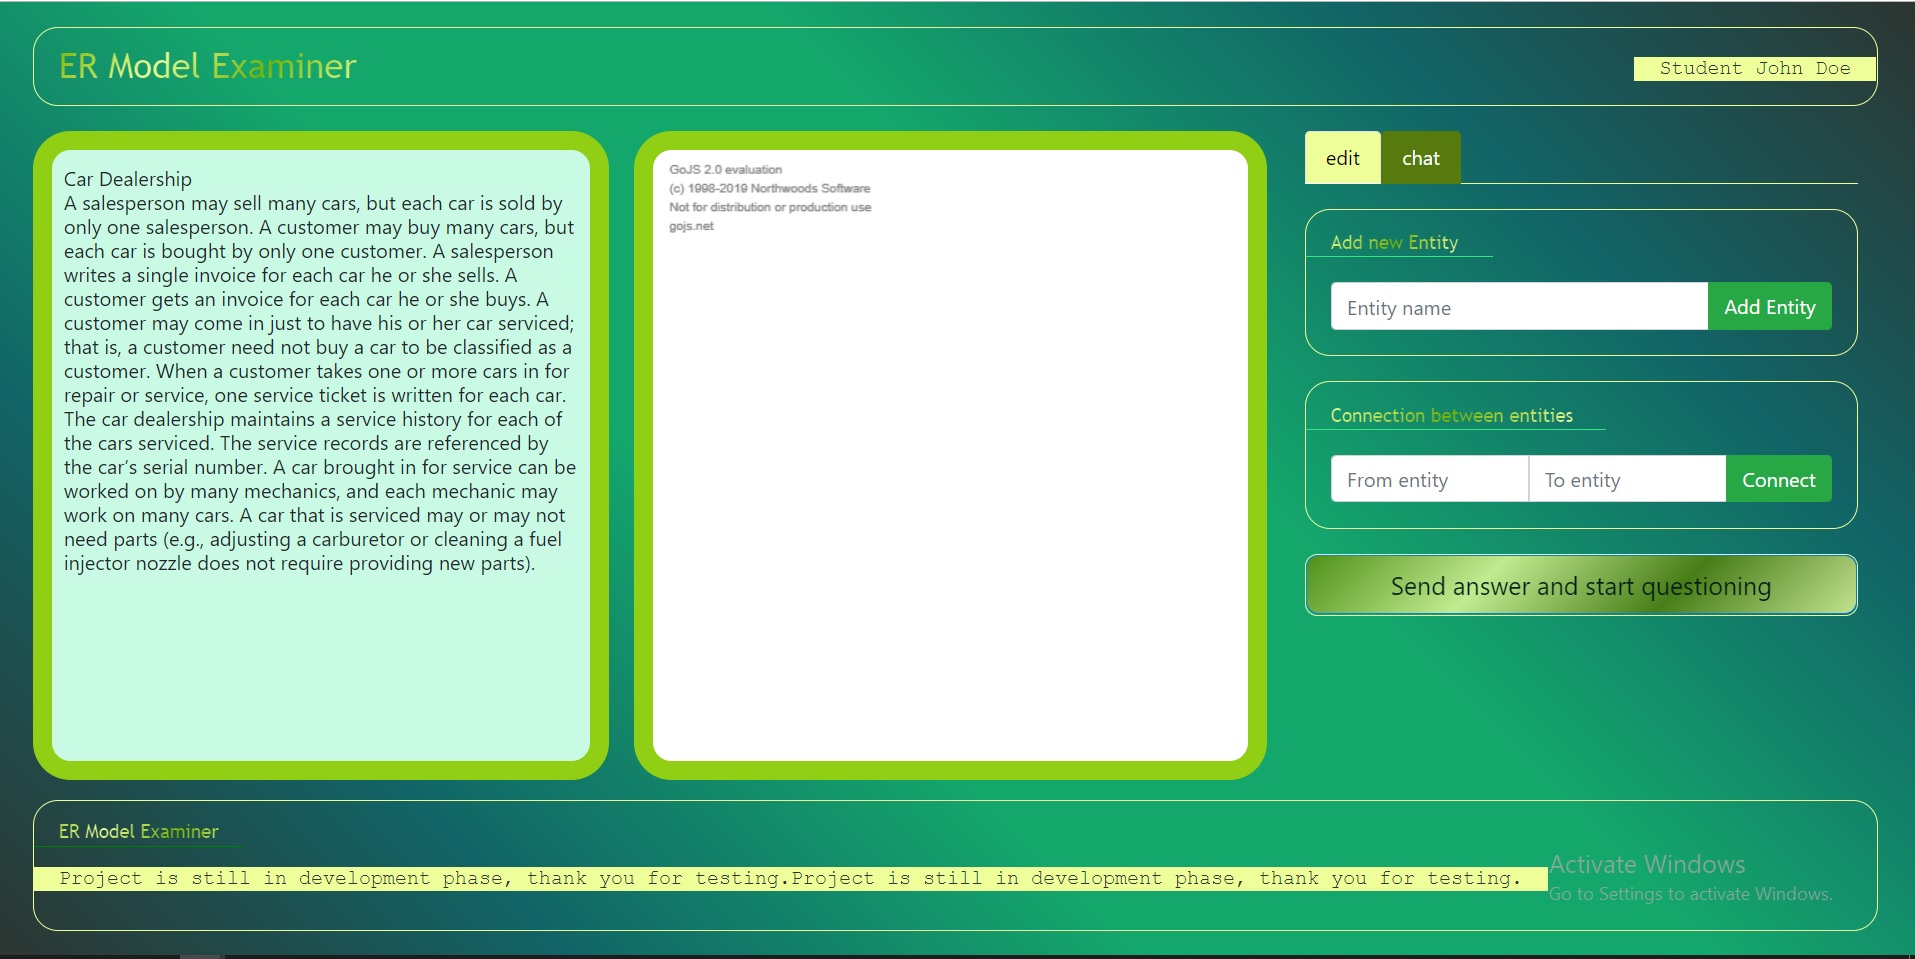 ER Model Examiner
Student John Doe
Car Dealership
A salesperson may sell many cars, but each car is sold by
only one salesperson. A customer may buy many cars, but
each car is bought by only one customer. A salesperson
writes a single invoice for each car he or she sells. A
customer gets an invoice for each car he or she buys. A
customer may come in just to have his or her car serviced;
that is, a customer need not buy a car to be classified as a
customer. When a customer takes one or more cars in for
repair or service, one service ticket is written for each car.
The car dealership maintains a service history for each of
the cars serviced. The service records are referenced by
the car’s serial number. A car brought in for service can be
worked on by many mechanics, and each mechanic may
work on many cars. A car that is serviced may or may not
need parts (e.g., adjusting a carburetor or cleaning a fuel
injector nozzle does not require providing new parts).
GoJS 2.0 evaluation
(c) 1998-2019 Northwoods Software
Not for distribution or production use
gojs.net
edit
chat
Add new Entity
Entity name
Add Entity
Connection between entities
From entity
To entity
Connect
Send answer and start questioning
ER Model Examiner
Project is still in development phase, thank you for testing.Project is still in development phase, thank you for testing.
Activate Windows
Go to Settings to activate Windows.